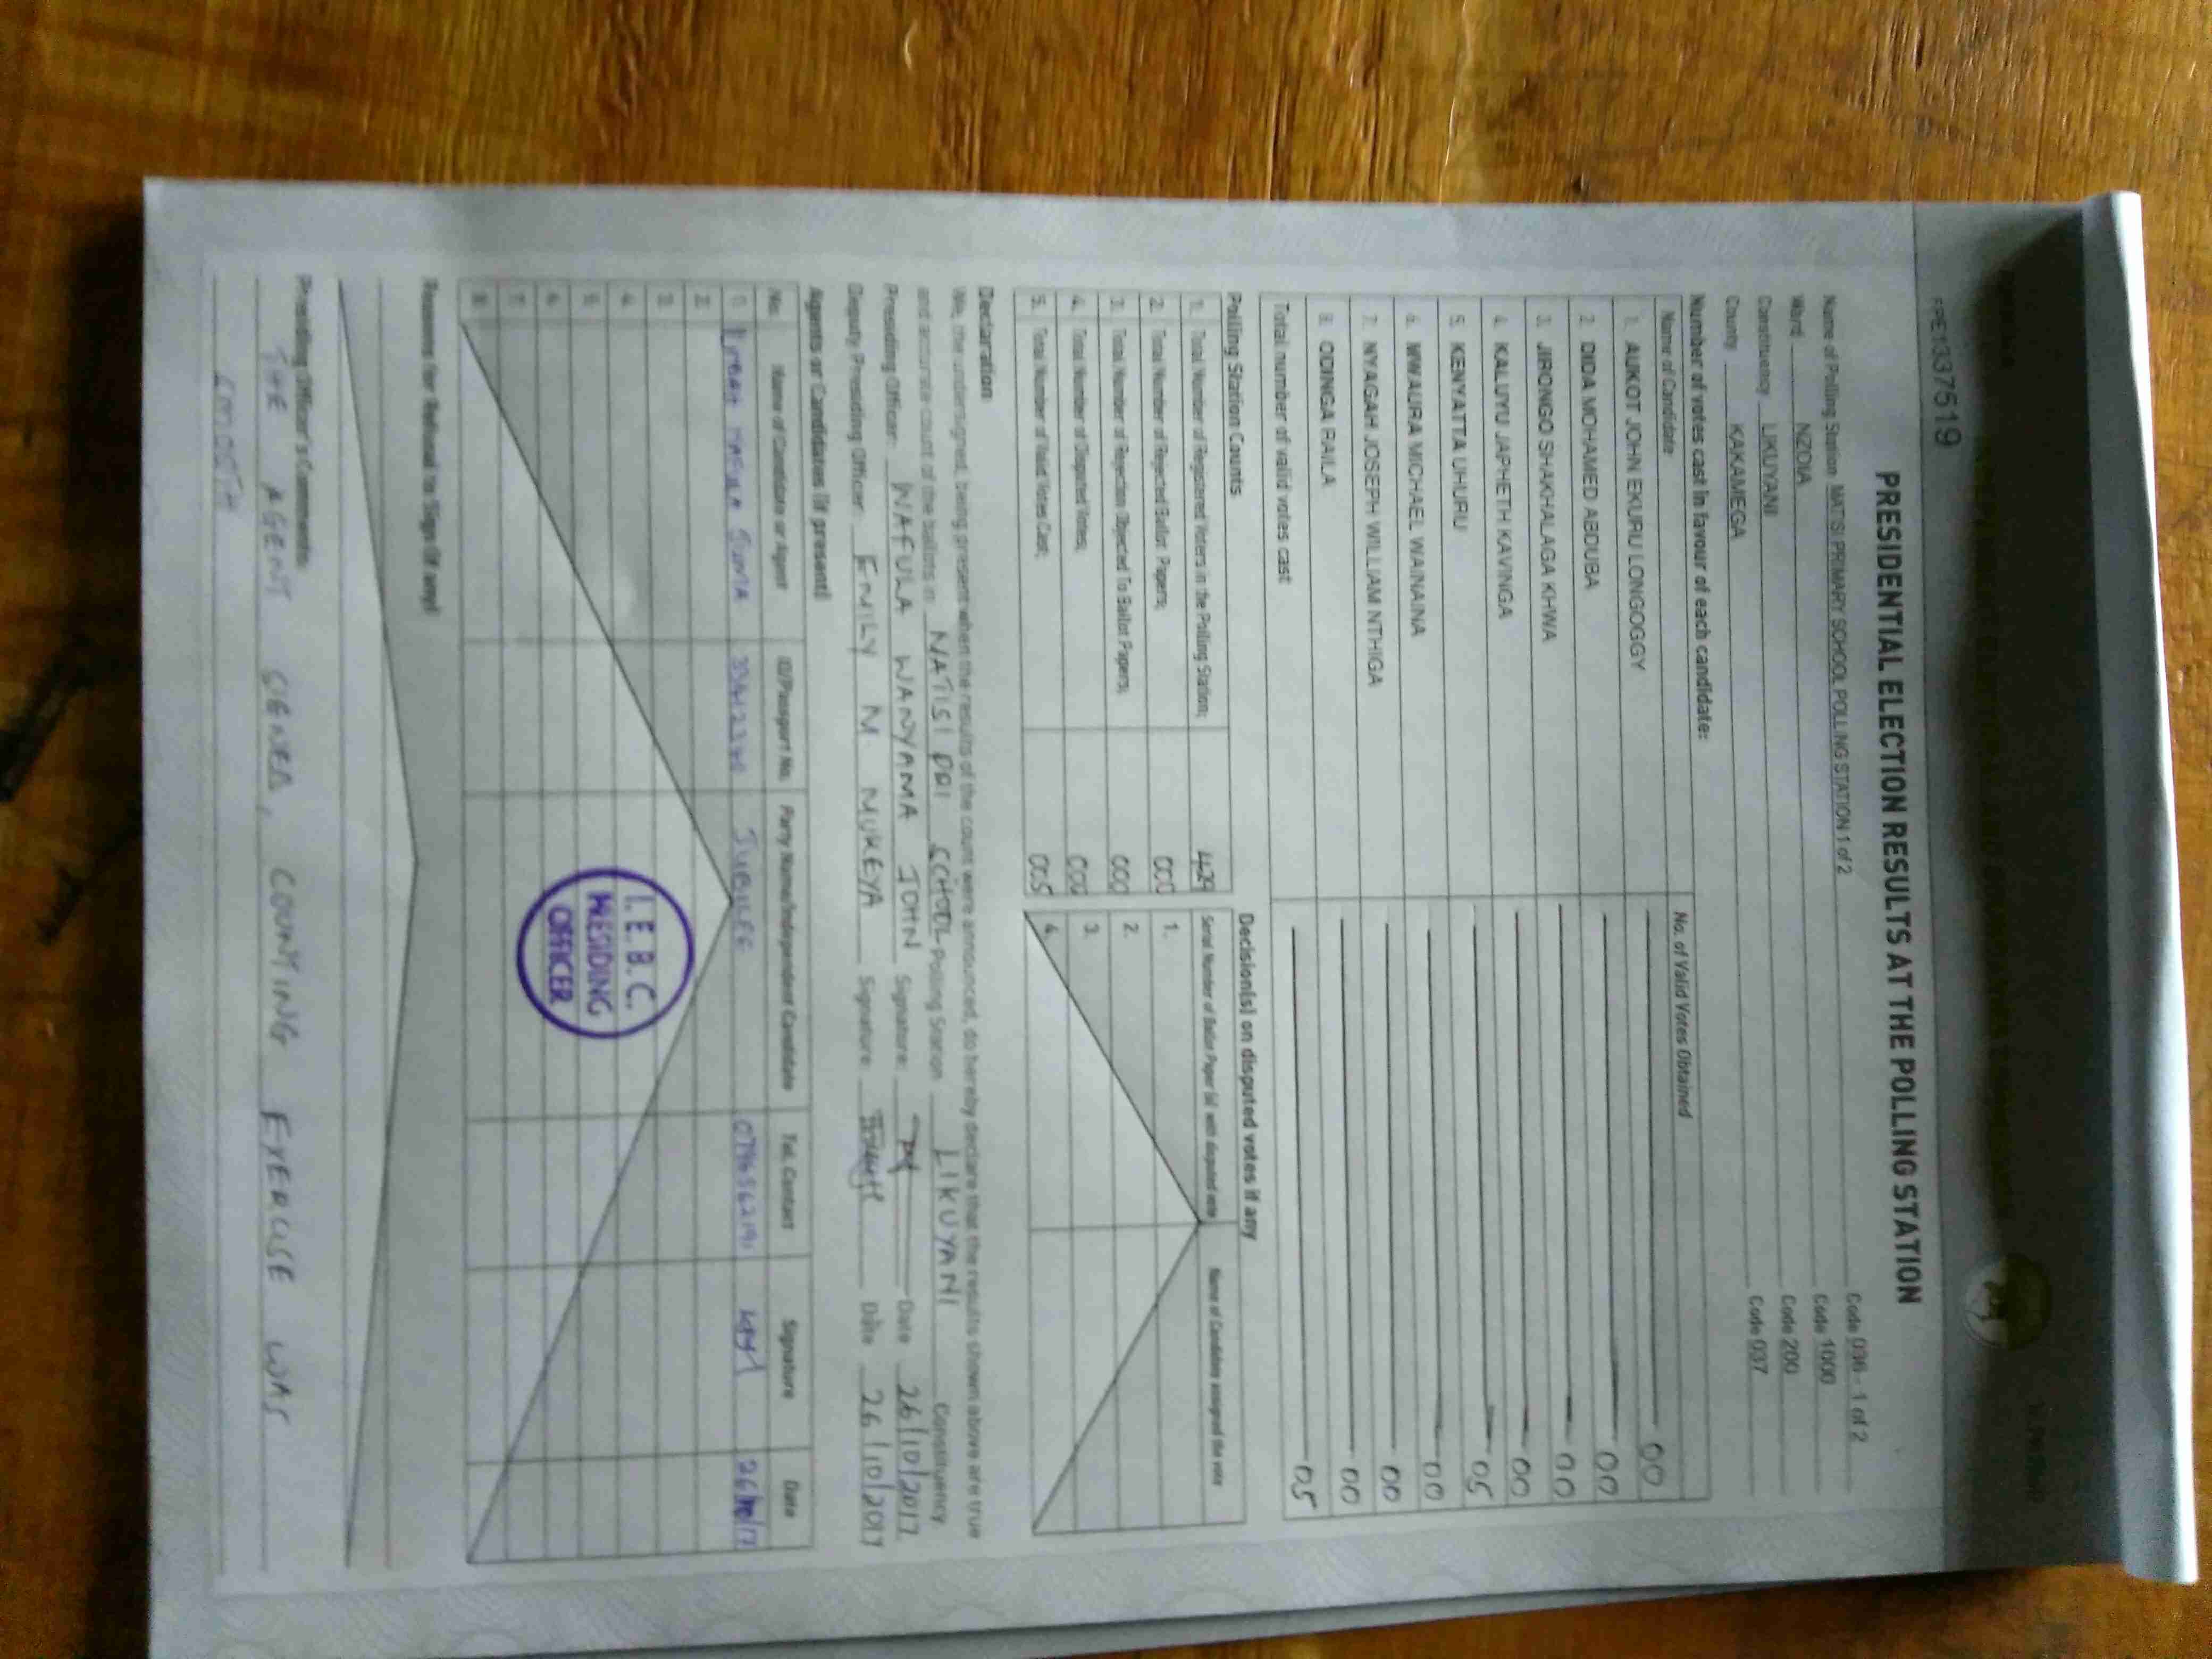 FPE1337519
PRESIDENTIAL ELECTION RESULTS AT THE POLLING STATION
Name of Polling Station MATISI PRIMARY SCHOOL POLLING STATION 1 of 2 Code 036 - 1 of 2
Ward NZOIA Code 1000
Constituency LIKUYANI Code 200
County KAKAMEGA Code 037
Number of votes cast in favour of each candidate:
Name of Candidate No. of Valid Votes Obtained
1. AUKOT JOHN EKURU LONGOGGY 00
2. DIDA MOHAMED ABDUBA 00
3. JIRONGO SHAKHALAGA KHWA 00
4. KALUYU JAPHETH KAVINGA 00
5. KENYATTA UHURU 05
6. MWAURA MICHAEL WAINAINA 00
7. NYAGAH JOSEPH WILLIAM NTHIGA 00
8. ODINGA RAILA 00
Total number of valid votes cast 05
Polling Station Counts Decision(s) on disputed votes if any
Serial Number of Ballot Paper (s) with disputed vote Name of Candidate assigned the vote
1. Total Number of Registered Voters in the Polling Station; 429 1.
2. Total Number of Rejected Ballot Papers; 000 2.
3. Total Number of Rejection Objected To Ballot Papers; 000 3.
4. Total Number of Disputed Votes; 000 4.
5. Total Number of Valid Votes Cast; 005
Declaration
We, the undersigned, being present when the results of the count were announced, do hereby declare that the results shown above are true
and accurate count of the ballots in MATISI PRI SCHOOL Polling Station LIKUYANI Constituency
Presiding Officer: WAFULA WANYAMA JOHN Signature: Date 26/10/2017
Deputy Presiding Officer: EMILY M. MUKEYA Signature: Date 26/10/2017
Agents or Candidates (if present)
No. Name of Candidate or Agent ID/Passport No. Party Name/Independent Candidate Tel. Contact Signature Date
1. JUMA JUBILEE 26/10/17
2.
3.
4.
5.
6.
7.
8.
I.E.B.C.
PRESIDING
OFFICER
Reasons for Refusal to Sign (if any)
Presiding Officer's Comments:
THE AGENT SIGNED, COUNTING EXERCISE WAS
SMOOTH